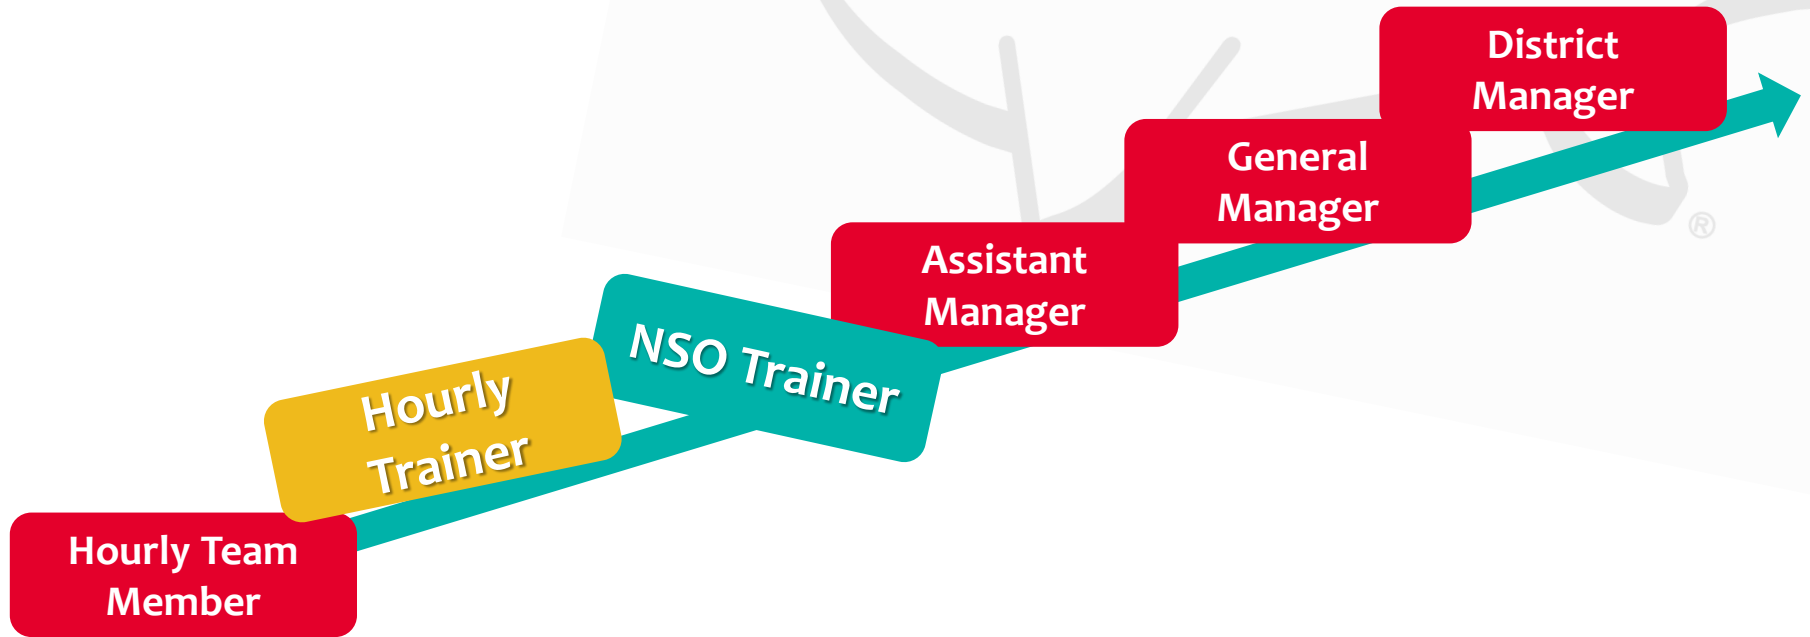 District
Manager
General
Manager
®
Assistant
Manager
NSO Trainer
Hourly
Trainer
Hourly Team
Member